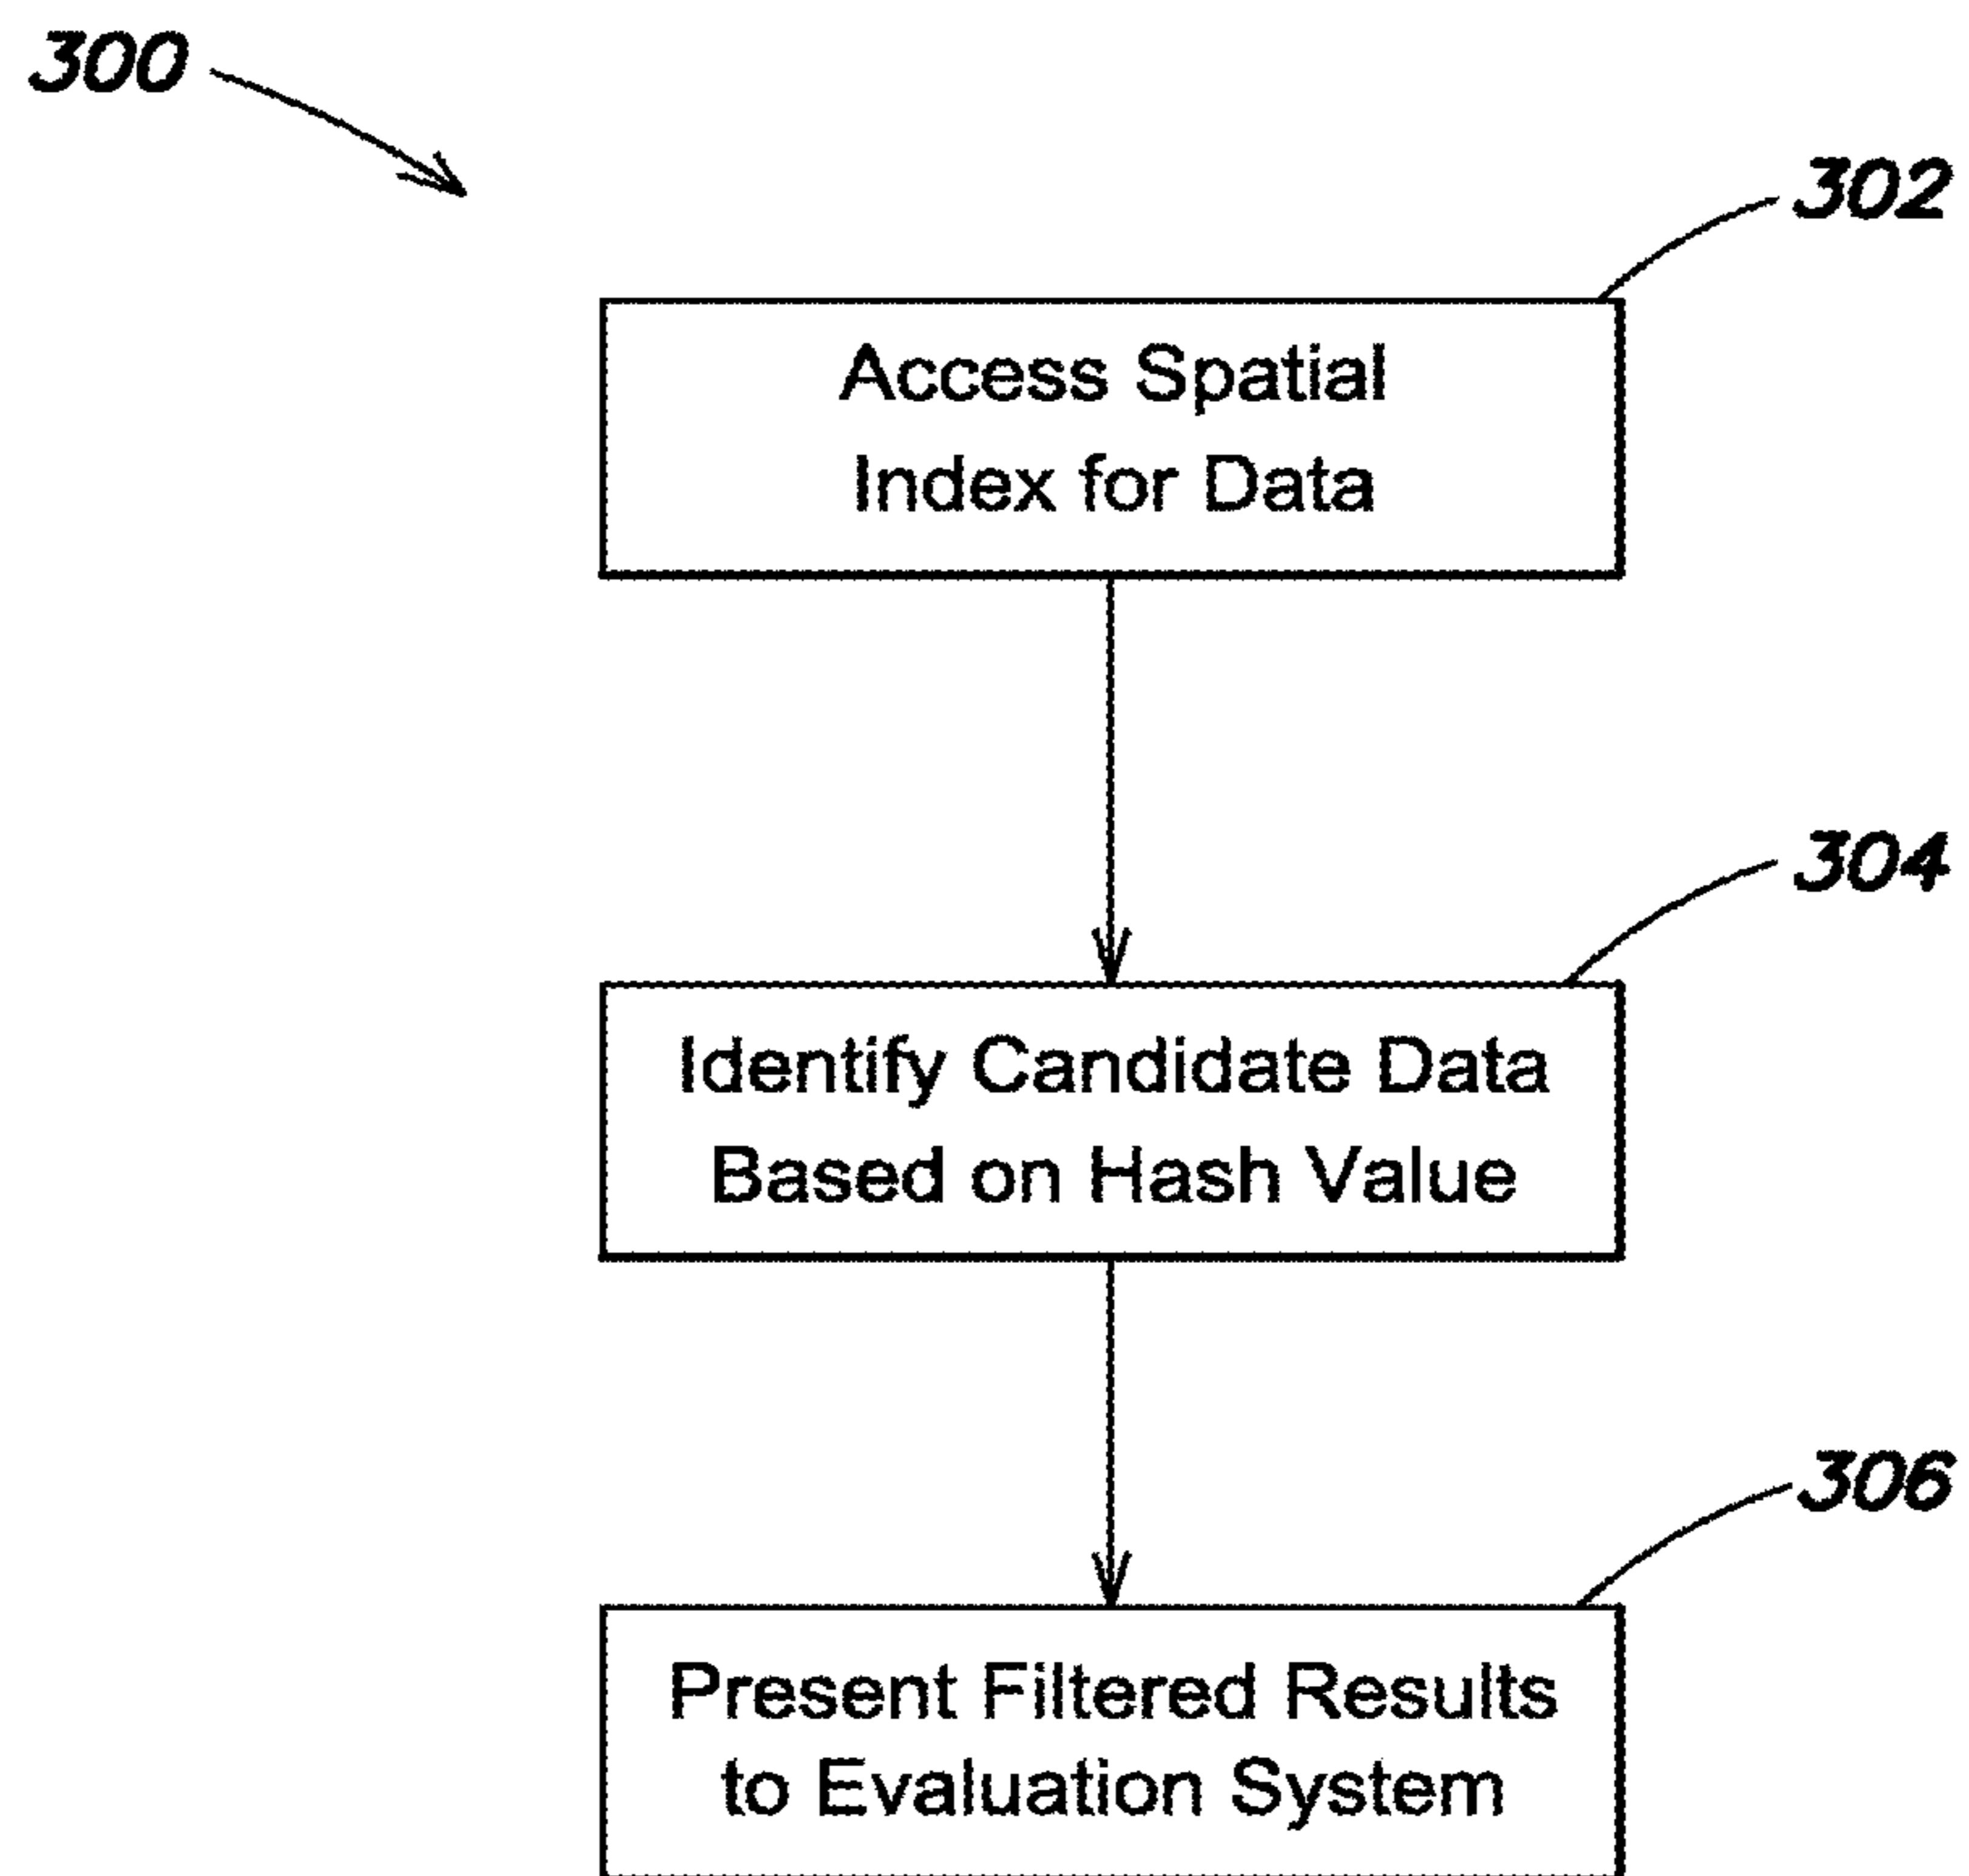 300
302
Access Spatial
Index for Data
304
Identify Candidate Data
Based on Hash Value
306
Present Filtered Results
to Evaluation System